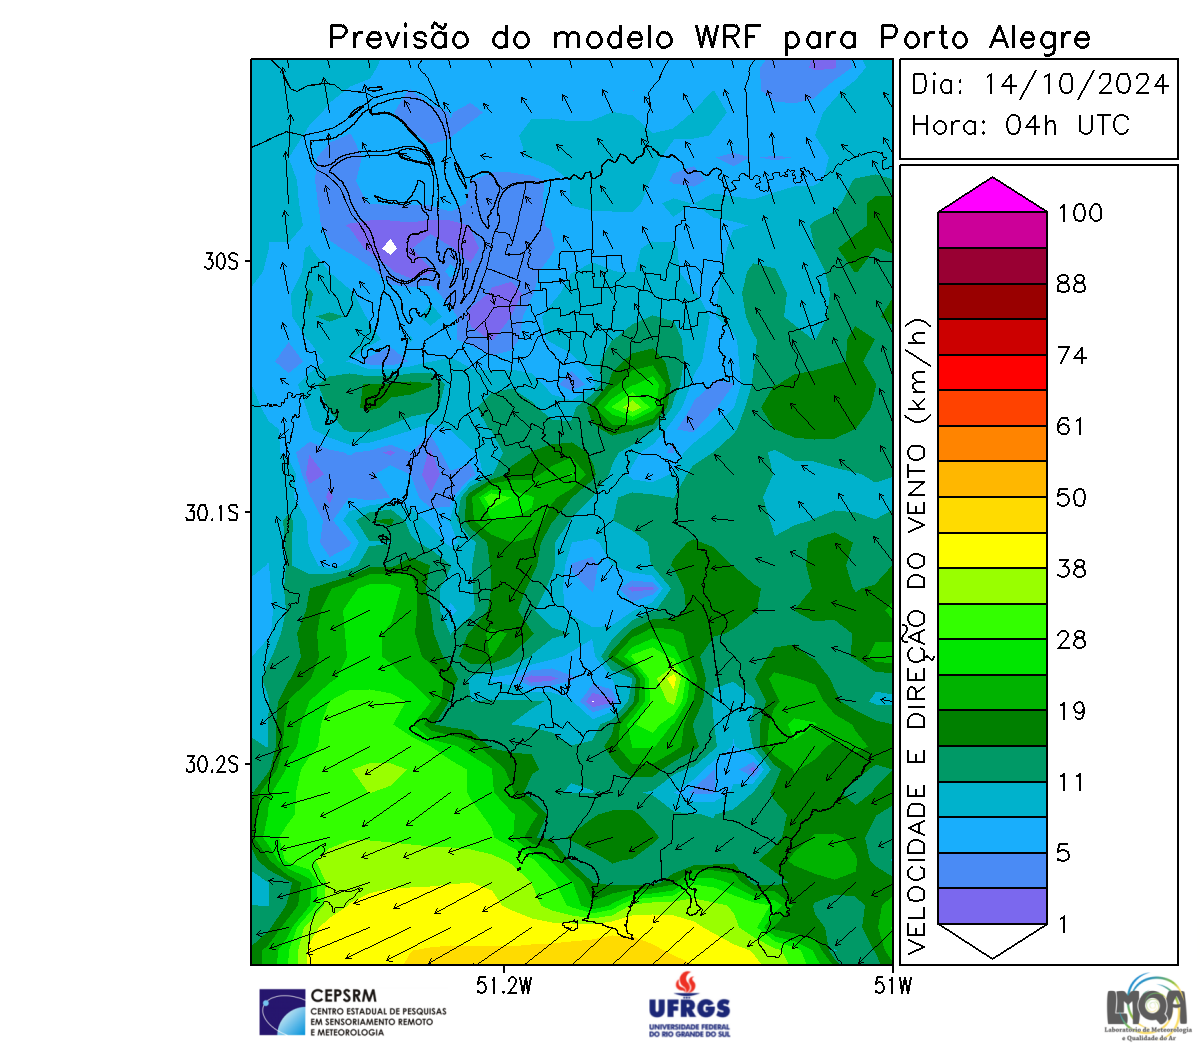 Previsão do modelo WRF para Porto Alegre
Dia: 14/10/2024
Hora: 04h UTC
30S
30.1S
30.2S
51.2W
51W
VELOCIDADE E DIREÇÃO DO VENTO (km/h)
100
88
74
61
50
38
28
19
11
5
1
CEPSRM
CENTRO ESTADUAL DE PESQUISAS
EM SENSORIAMENTO REMOTO
E METEOROLOGIA
UFRGS
UNIVERSIDADE FEDERAL
DO RIO GRANDE DO SUL
LMQA
Laboratório de Meteorologia
e Qualidade do Ar